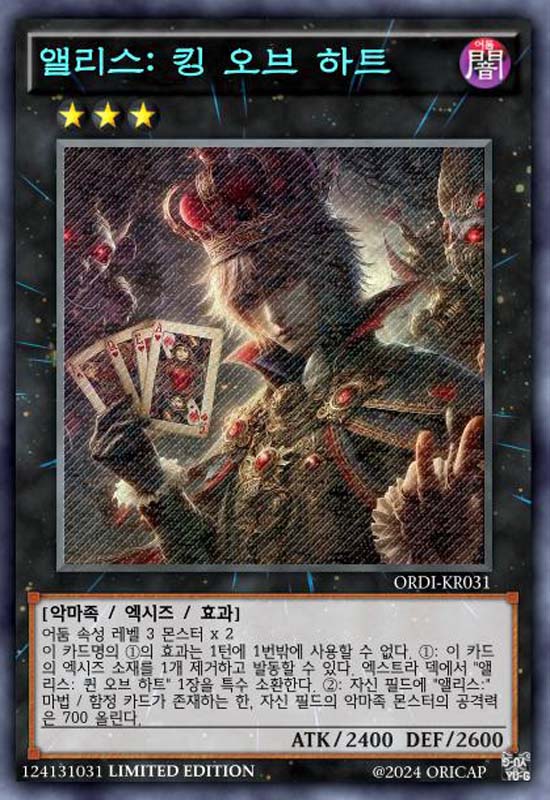 앨리스: 킹 오브 하트
어둠
闇
ORDI-KR031
[악마족 / 엑시즈 / 효과]
어둠 속성 레벨 3 몬스터 x 2
이 카드명의 ①의 효과는 1턴에 1번밖에 사용할 수 없다. ①: 이 카드
의 엑시즈 소재를 1개 제거하고 발동할 수 있다. 엑스트라 덱에서 "앨
리스: 퀸 오브 하트" 1장을 특수 소환한다. ②: 자신 필드에 "앨리스:"
마법 / 함정 카드가 존재하는 한, 자신 필드의 악마족 몬스터의 공격력
은 700 올린다.
ATK/2400 DEF/2600
124131031 LIMITED EDITION
@2024 ORICAP